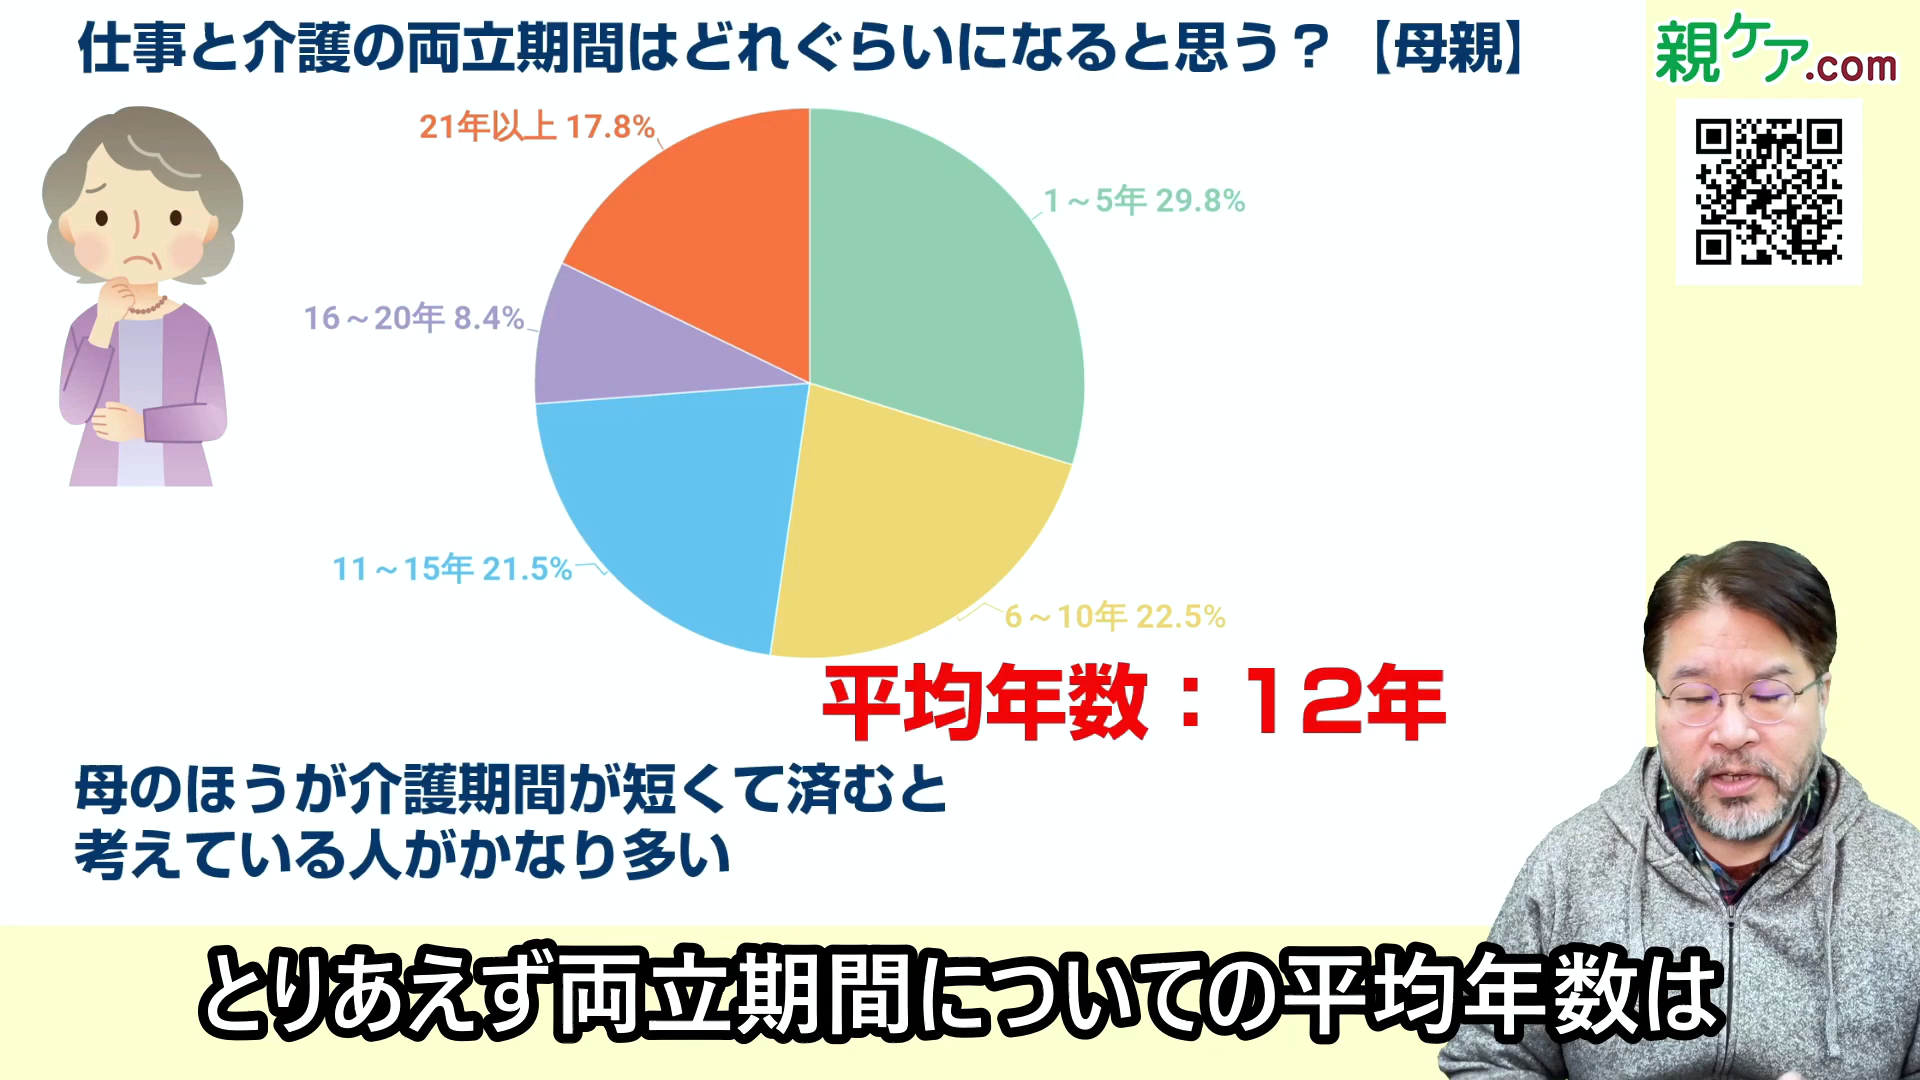 仕事と介護の両立期間はどれぐらいになると思う？【母親】
親ケア.com
21年以上 17.8%
1～5年 29.8%
16～20年 8.4%
11～15年 21.5%
6～10年 22.5%
平均年数：12年
母のほうが介護期間が短くて済むと
考えている人がかなり多い
とりあえず両立期間についての平均年数は